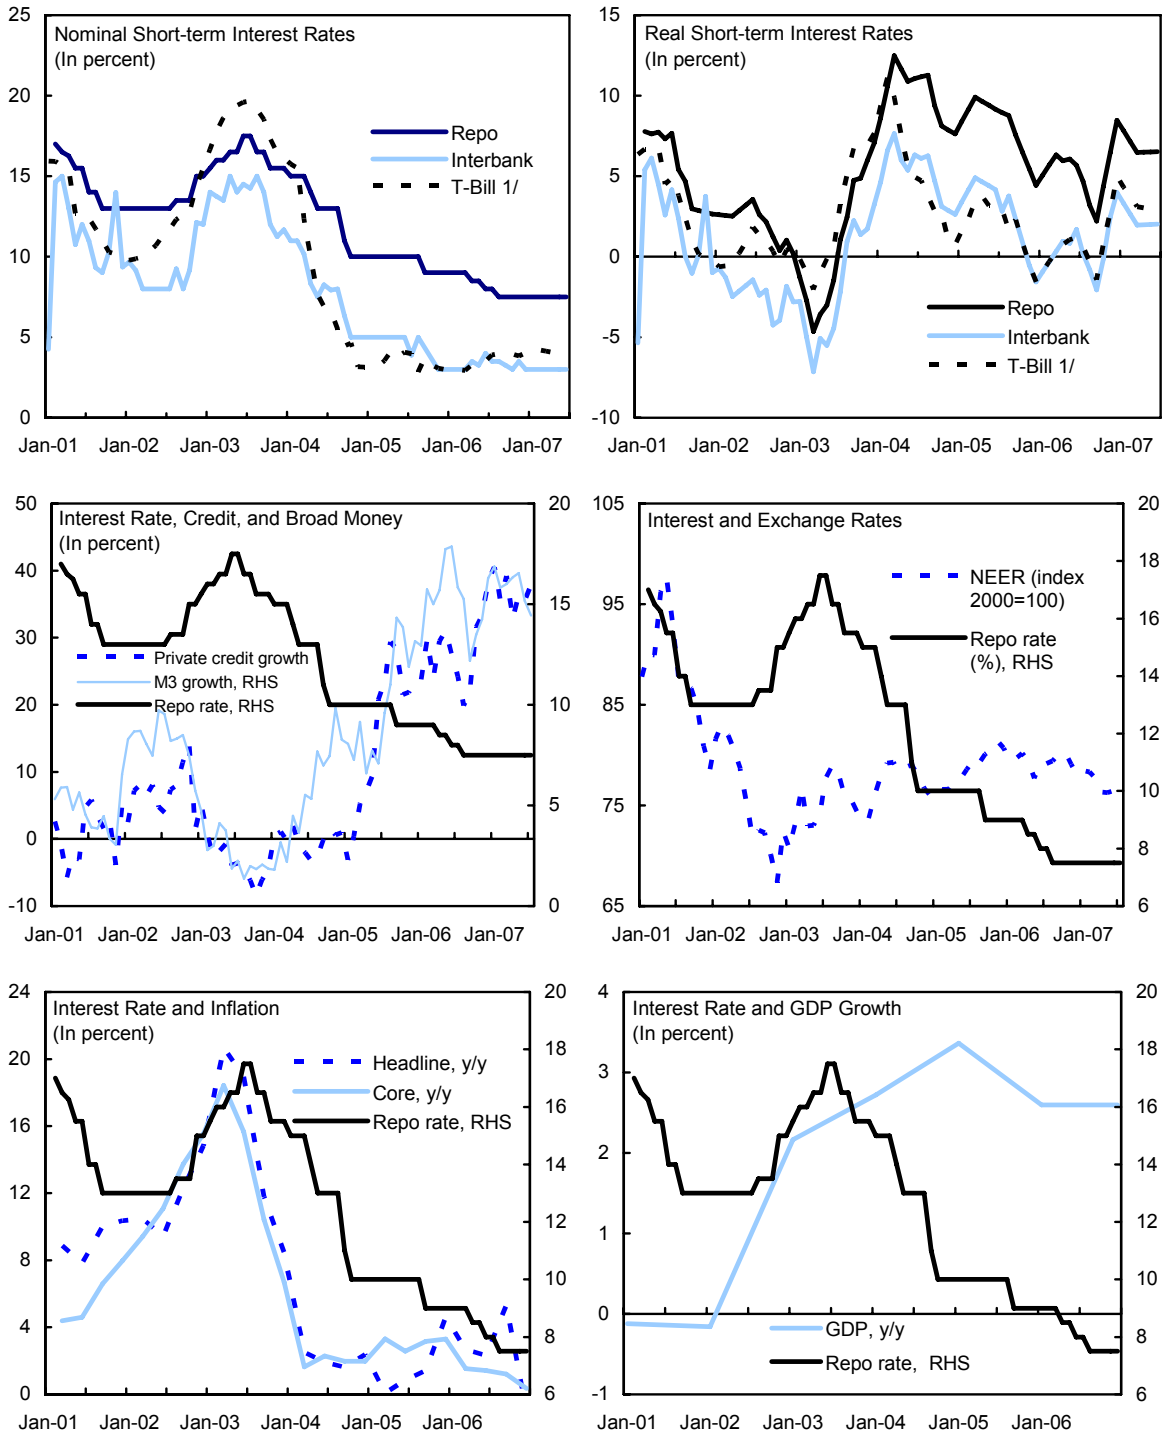 Nominal Short-term Interest Rates
(In percent)
25
20
15
10
5
0
Repo
Interbank
T-Bill 1/
Jan-01 Jan-02 Jan-03 Jan-04 Jan-05 Jan-06 Jan-07
Real Short-term Interest Rates
(In percent)
15
10
5
0
-5
-10
Repo
Interbank
T-Bill 1/
Jan-01 Jan-02 Jan-03 Jan-04 Jan-05 Jan-06 Jan-07
Interest Rate, Credit, and Broad Money
(In percent)
50
40
30
20
10
0
-10
Private credit growth
M3 growth, RHS
Repo rate, RHS
20
15
10
5
0
Jan-01 Jan-02 Jan-03 Jan-04 Jan-05 Jan-06 Jan-07
Interest and Exchange Rates
105
95
85
75
65
NEER (index
2000=100)
Repo rate
(%), RHS
20
18
16
14
12
10
8
6
Jan-01 Jan-02 Jan-03 Jan-04 Jan-05 Jan-06 Jan-07
Interest Rate and Inflation
(In percent)
24
20
16
12
8
4
0
Headline, y/y
Core, y/y
Repo rate, RHS
20
18
16
14
12
10
8
6
Jan-01 Jan-02 Jan-03 Jan-04 Jan-05 Jan-06
Interest Rate and GDP Growth
(In percent)
4
3
2
1
0
-1
GDP, y/y
Repo rate, RHS
20
18
16
14
12
10
8
6
Jan-01 Jan-02 Jan-03 Jan-04 Jan-05 Jan-06